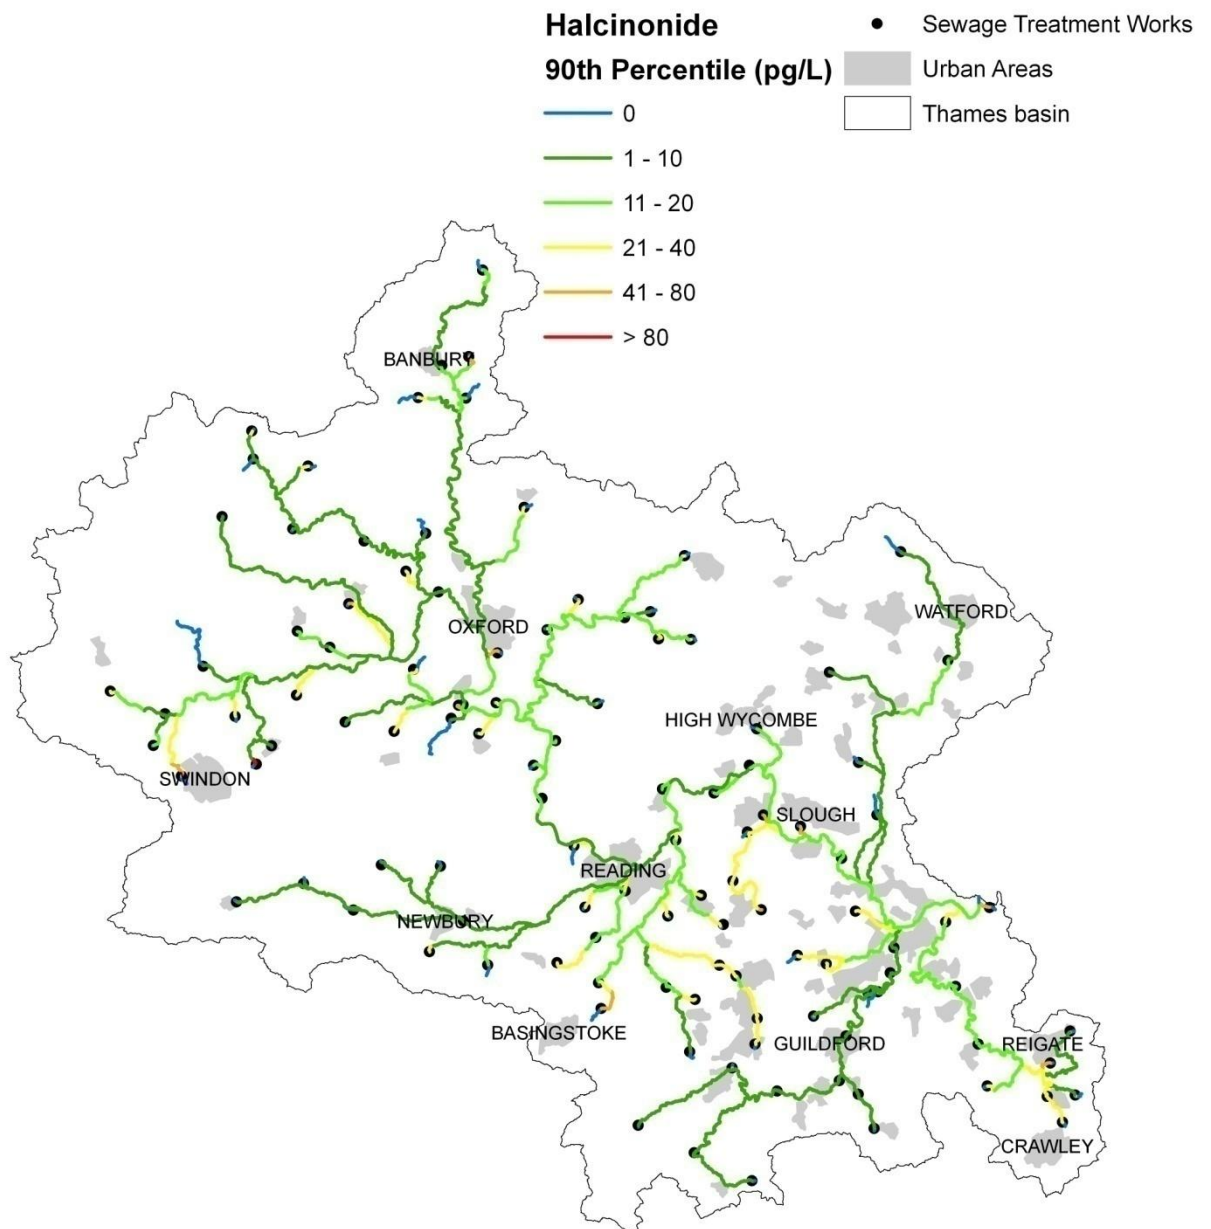 Halcinonide
90th Percentile (pg/L)
0
1 - 10
11 - 20
21 - 40
41 - 80
> 80
Sewage Treatment Works
Urban Areas
Thames basin
BANBURY
WATFORD
OXFORD
HIGH WYCOMBE
SWINDON
SLOUGH
READING
NEWBURY
BASINGSTOKE
GUILDFORD
REIGATE
CRAWLEY